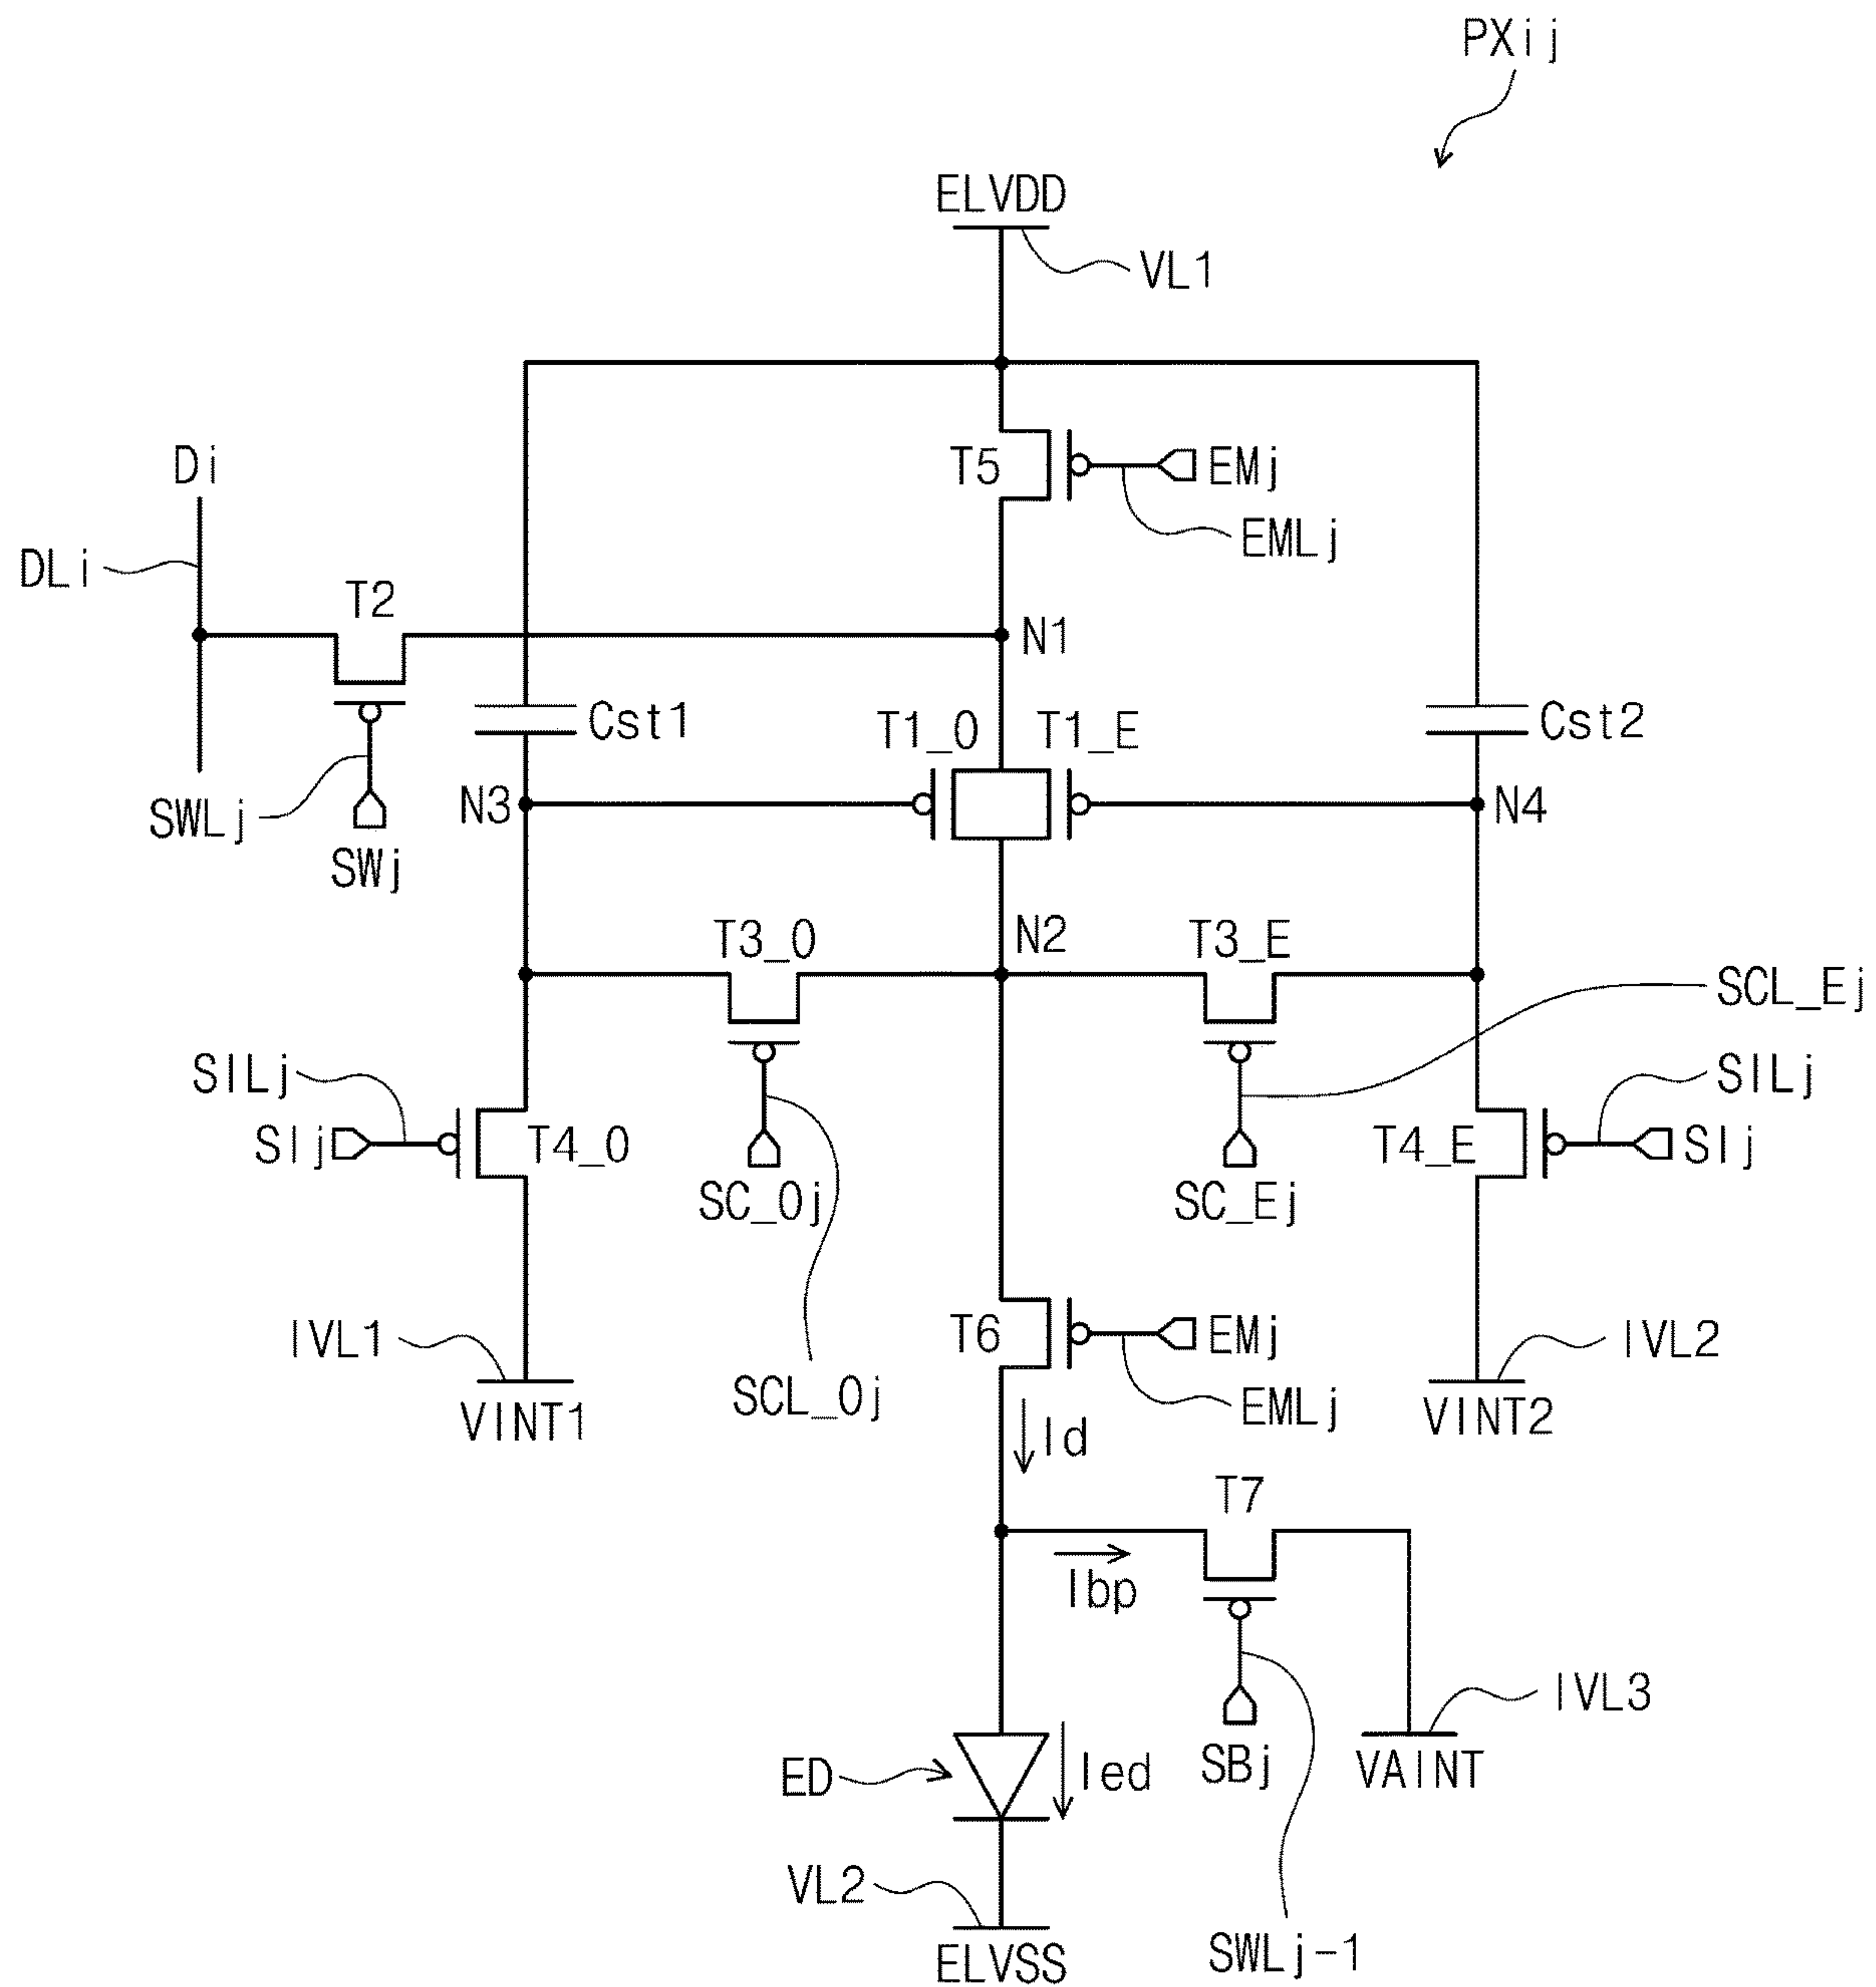 PXij
ELVDD
VL1
Di
T5
EMj
EMLj
DLi
T2
N1
Cst1
T1_O
T1_E
Cst2
SWLj
N3
N4
SWj
T3_O
N2
T3_E
SCL_Ej
SILj
SILj
SIj
T4_O
T4_E
SIj
SC_Oj
SC_Ej
IVL1
T6
EMj
IVL2
SCL_Oj
EMLj
VINT1
VINT2
Id
T7
Ibp
IVL3
ED
Ied
SBj
VAINT
VL2
SWLj-1
ELVSS